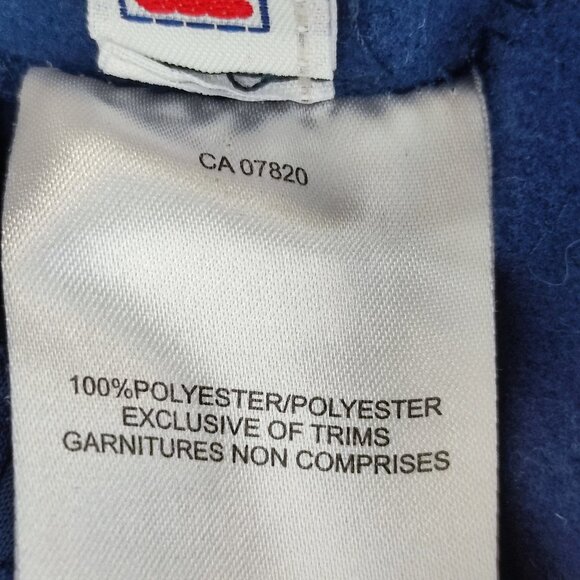 CA 07820
100%POLYESTER/POLYESTER
EXCLUSIVE OF TRIMS
GARNITURES NON COMPRISES